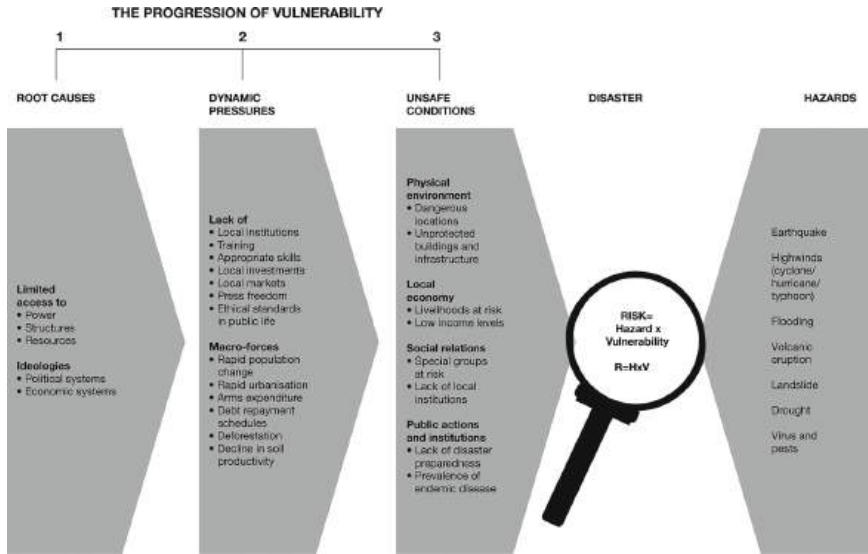 THE PROGRESSION OF VULNERABILITY
1
2
3
ROOT CAUSES
DYNAMIC
PRESSURES
UNSAFE
CONDITIONS
DISASTER
HAZARDS
Limited
access to
• Power
• Structures
• Resources
Ideologies
• Political systems
• Economic systems
Lack of
• Local institutions
• Training
• Appropriate skills
• Local investments
• Local markets
• Press freedom
• Ethical standards
in public life
Macro-forces
• Rapid population
change
• Rapid urbanisation
• Arms expenditure
• Debt repayment
schedules
• Deforestation
• Decline in soil
productivity
Physical
environment
• Dangerous
locations
• Unprotected
buildings and
infrastructure
Local
economy
• Livelihoods at risk
• Low income levels
Social relations
• Special groups
at risk
• Lack of local
institutions
Public actions
and institutions
• Lack of disaster
preparedness
• Prevalence of
endemic disease
RISK=
Hazard x
Vulnerability
R=HxV
Earthquake
Highwinds
(cyclone/
hurricane/
typhoon)
Flooding
Volcanic
eruption
Landslide
Drought
Virus and
pests